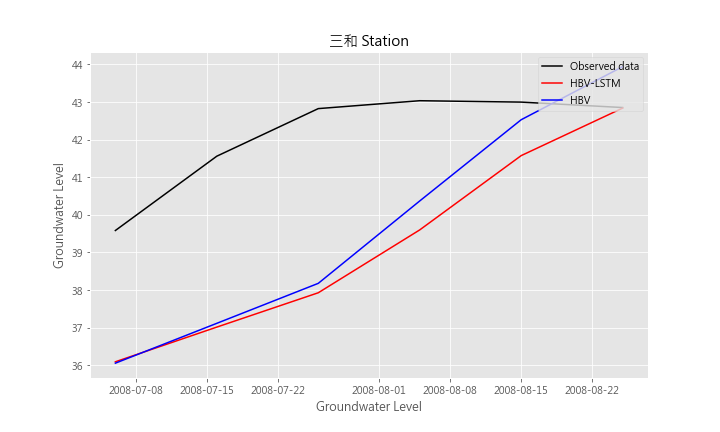 三和 Station
Observed data
HBV-LSTM
HBV
Groundwater Level
44
43
42
41
40
39
38
37
36
2008-07-08
2008-07-15
2008-07-22
2008-08-01
2008-08-08
2008-08-15
2008-08-22
Groundwater Level